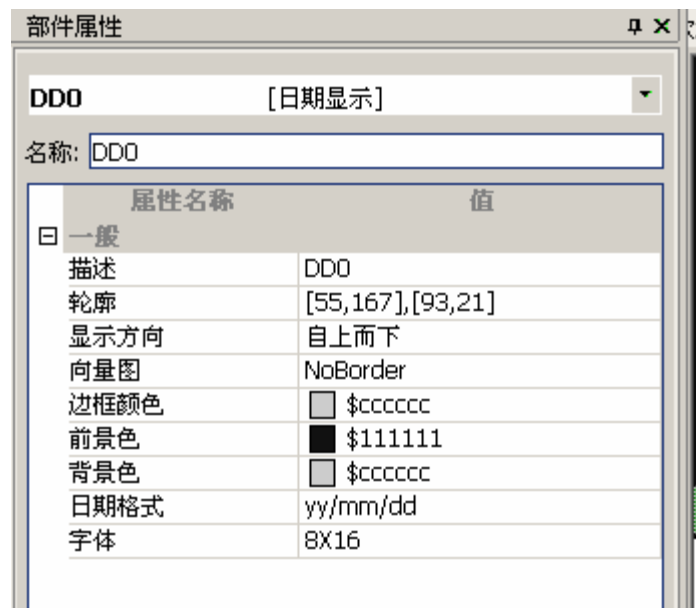 部件属性
DD0 [日期显示]
名称: DD0
属性名称 值
一般
描述 DD0
轮廓 [55,167],[93,21]
显示方向 自上而下
向量图 NoBorder
边框颜色 $cccccc
前景色 $111111
背景色 $cccccc
日期格式 yy/mm/dd
字体 8X16